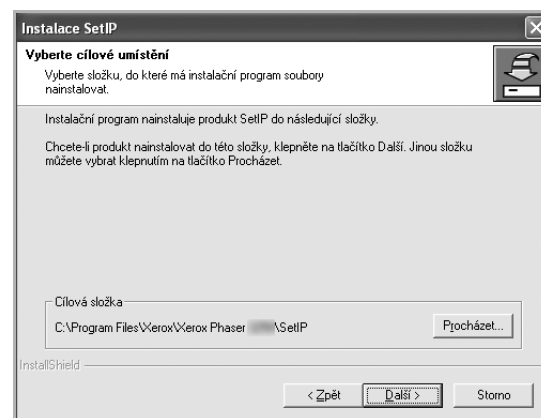 Instalace SetIP
Vyberte cílové umístění
Vyberte složku, do které má instalační program soubory
nainstalovat.
Instalační program nainstaluje produkt SetIP do následující složky.
Chcete-li produkt nainstalovat do této složky, klepněte na tlačítko Další. Jinou složku
můžete vybrat klepnutím na tlačítko Procházet.
Cílová složka
C:\Program Files\Xerox\Xerox Phaser \SetIP
Procházet...
InstallShield
< Zpět
Další >
Storno